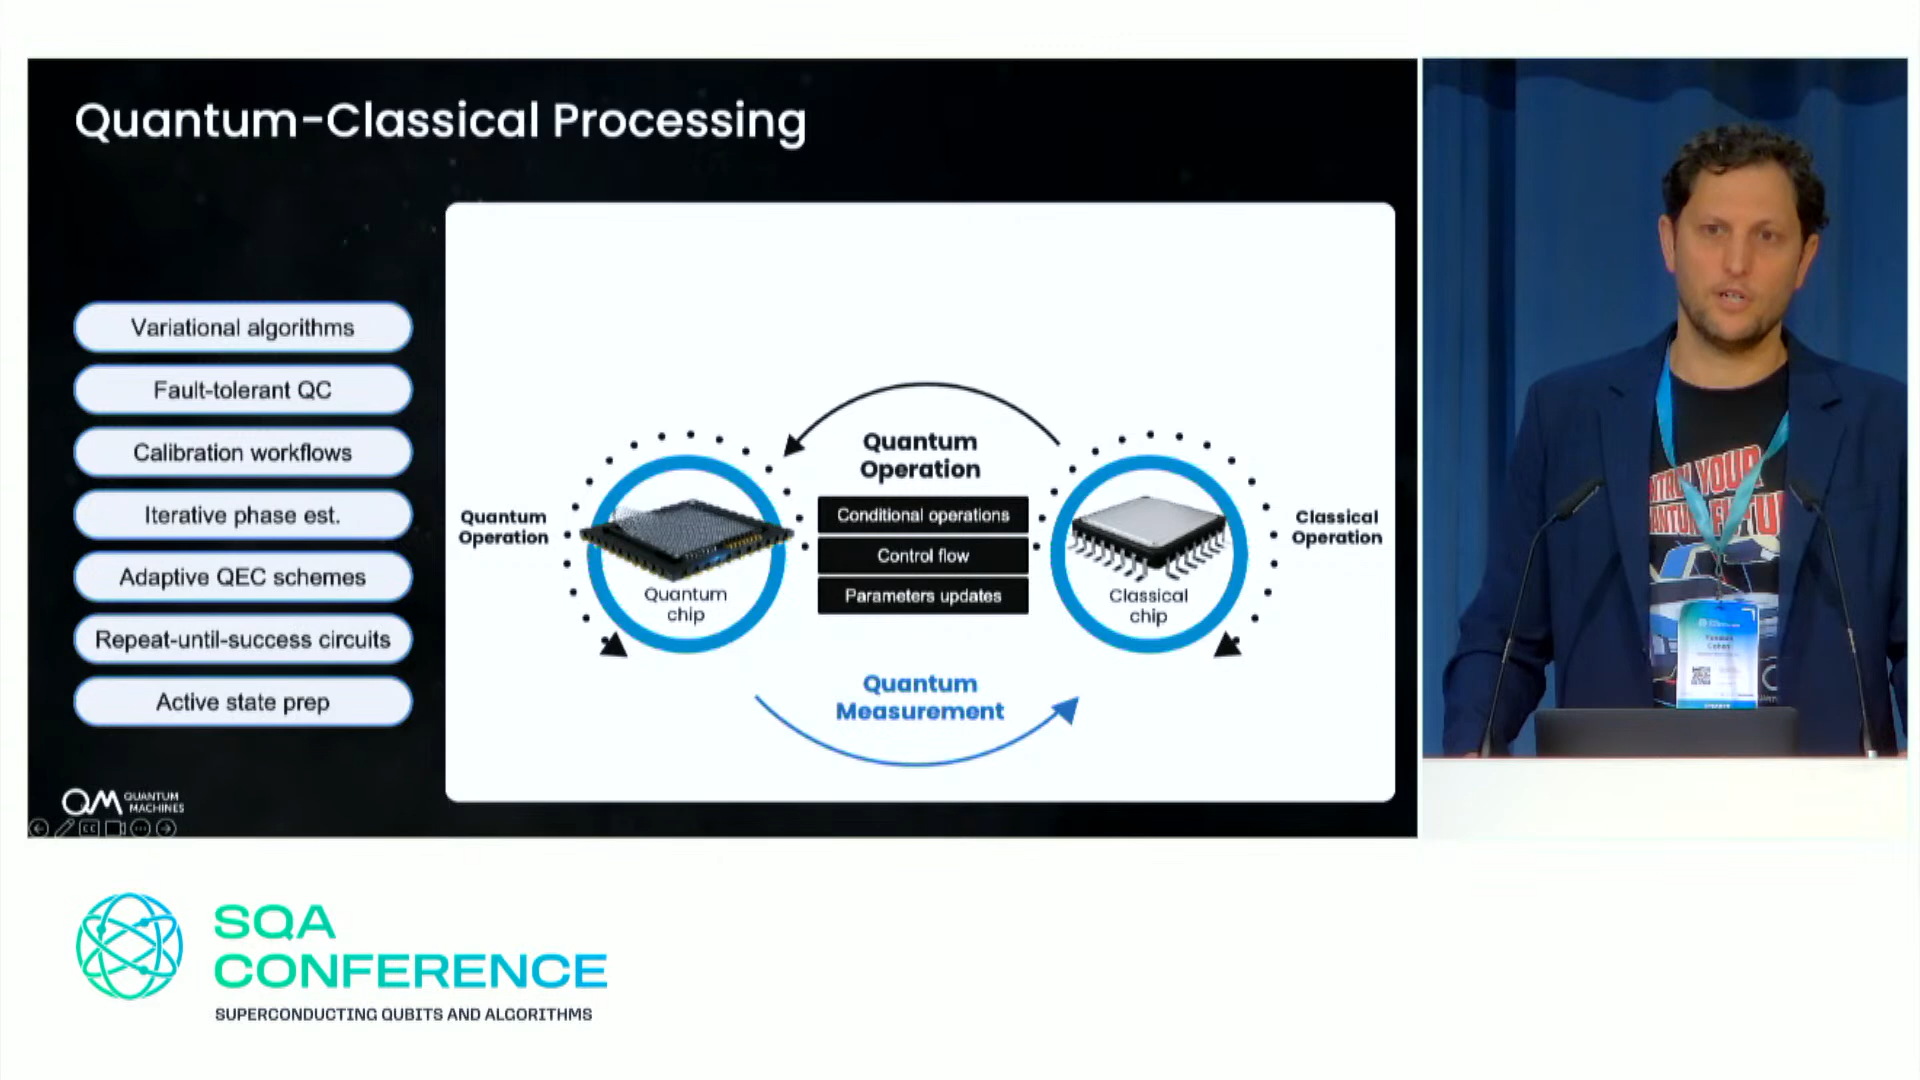 Quantum-Classical Processing
Variational algorithms
Fault-tolerant QC
Calibration workflows
Iterative phase est.
Adaptive QEC schemes
Repeat-until-success circuits
Active state prep
Quantum
Operation
Quantum
chip
Quantum
Operation
Conditional operations
Control flow
Parameters updates
Quantum
Measurement
Classical
chip
Classical
Operation
QM QUANTUM
MACHINES
CC
YOUR
SQA
CONFERENCE
SUPERCONDUCTING QUBITS AND ALGORITHMS